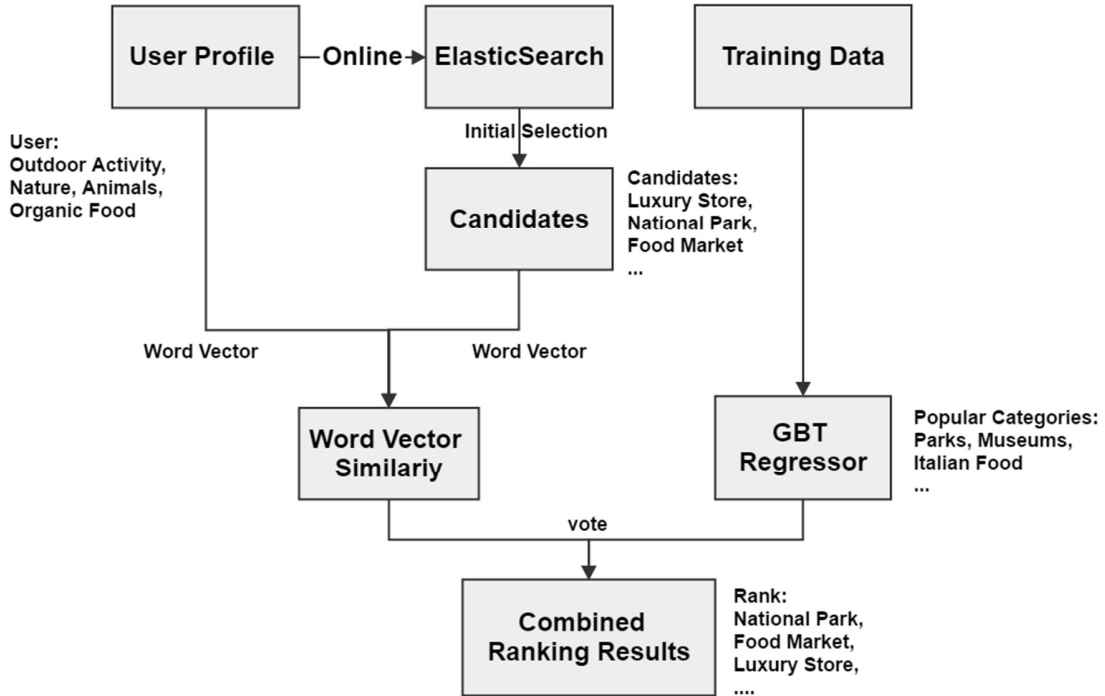 User Profile
Online
ElasticSearch
Training Data
Initial Selection
User:
Outdoor Activity,
Nature, Animals,
Organic Food
Candidates
Candidates:
Luxury Store,
National Park,
Food Market
...
Word Vector
Word Vector
Word Vector
Similariy
GBT
Regressor
Popular Categories:
Parks, Museums,
Italian Food
...
vote
Combined
Ranking Results
Rank:
National Park,
Food Market,
Luxury Store,
....